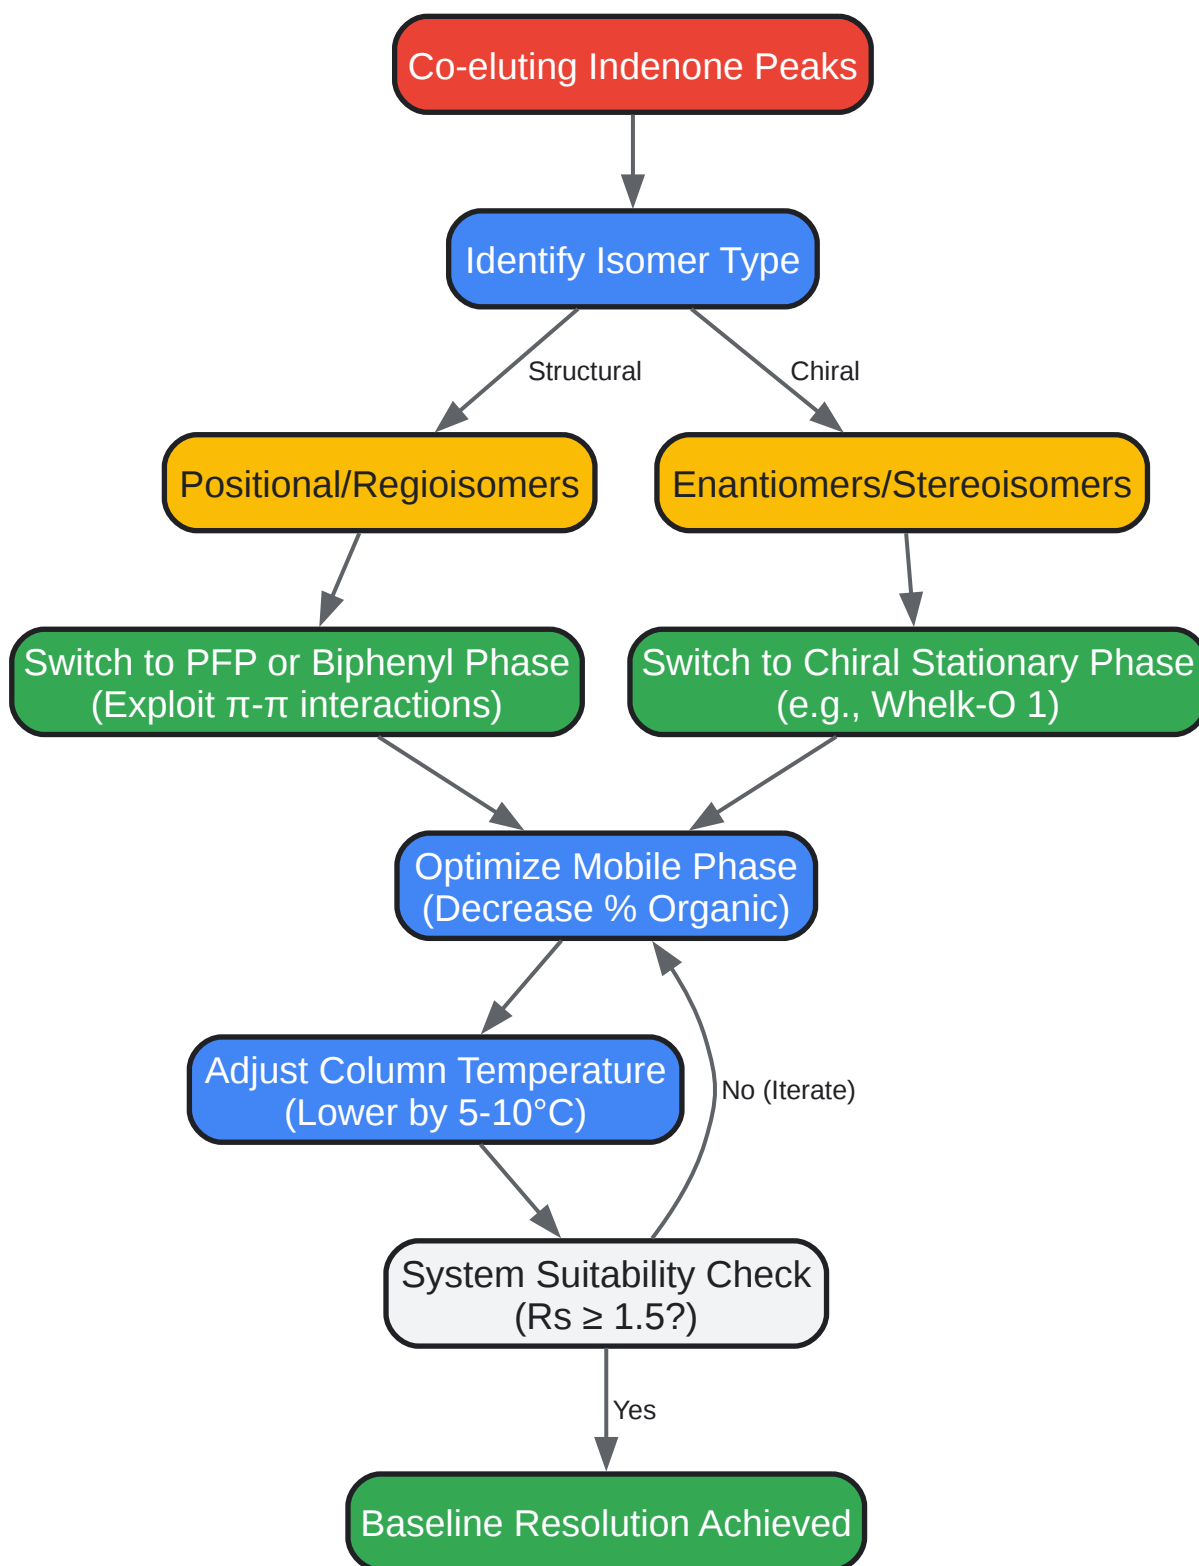 Co-eluting Indenone Peaks
Identify Isomer Type
Structural
Chiral
Positional/Regioisomers
Enantiomers/Stereoisomers
Switch to PFP or Biphenyl Phase
(Exploit π-π interactions)
Switch to Chiral Stationary Phase
(e.g., Whelk-O 1)
Optimize Mobile Phase
(Decrease % Organic)
Adjust Column Temperature
(Lower by 5-10°C)
No (Iterate)
System Suitability Check
(Rs ≥ 1.5?)
Yes
Baseline Resolution Achieved